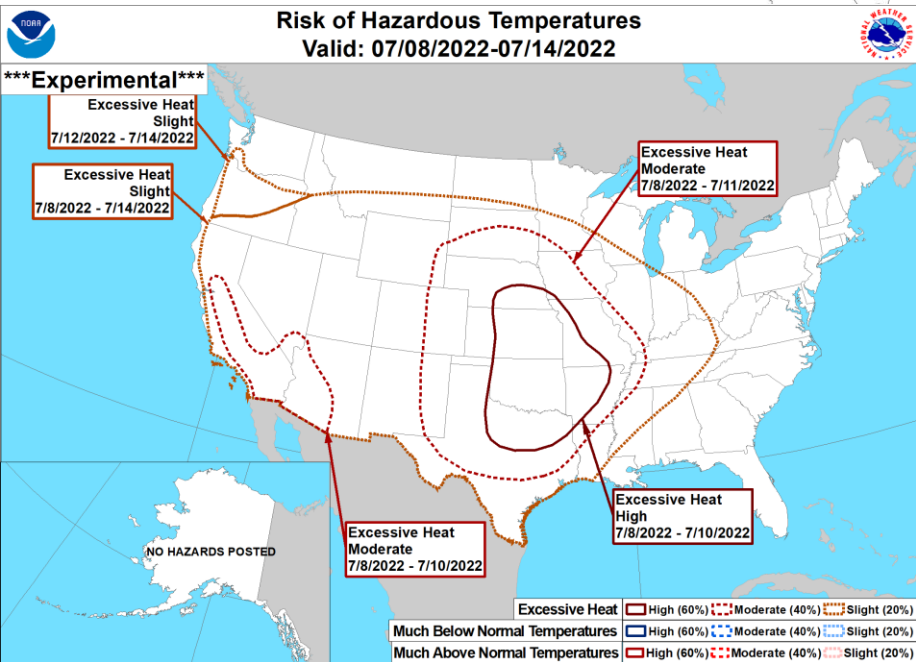 NOAA
Risk of Hazardous Temperatures
Valid: 07/08/2022-07/14/2022
NATIONAL WEATHER SERVICE
***Experimental***
Excessive Heat
Slight
7/12/2022 - 7/14/2022
Excessive Heat
Slight
7/8/2022 - 7/14/2022
Excessive Heat
Moderate
7/8/2022 - 7/11/2022
Excessive Heat
High
7/8/2022 - 7/10/2022
Excessive Heat
Moderate
7/8/2022 - 7/10/2022
NO HAZARDS POSTED
Excessive Heat High (60%) Moderate (40%) Slight (20%)
Much Below Normal Temperatures High (60%) Moderate (40%) Slight (20%)
Much Above Normal Temperatures High (60%) Moderate (40%) Slight (20%)